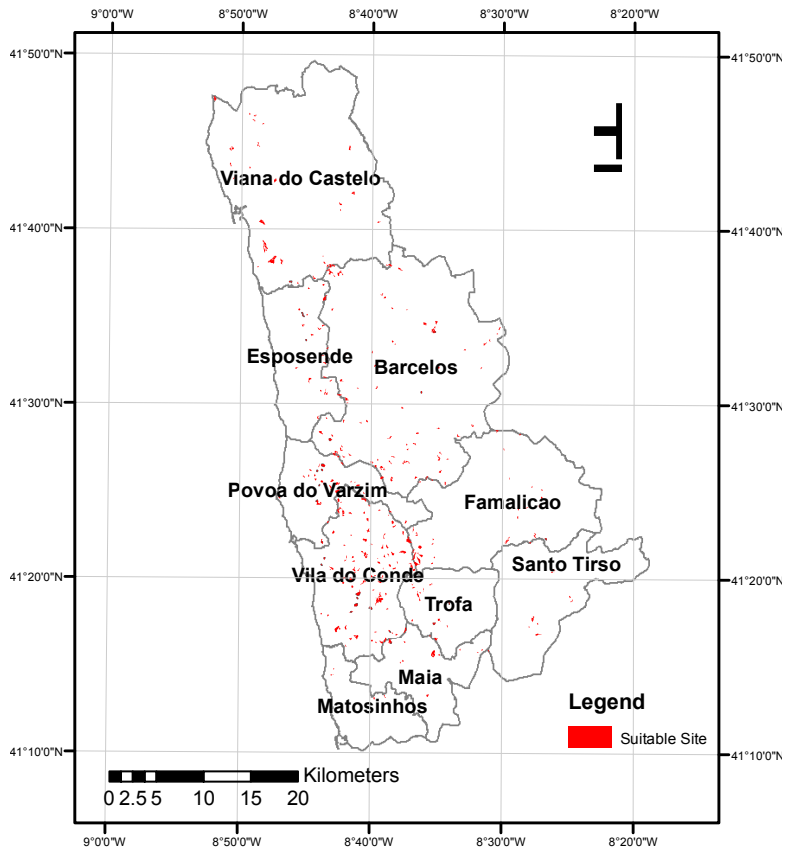 9°0'0"W 8°50'0"W 8°40'0"W 8°30'0"W 8°20'0"W
41°50'0"N 41°50'0"N
Viana do Castelo
41°40'0"N 41°40'0"N
Esposende Barcelos
41°30'0"N 41°30'0"N
Povoa do Varzim Famalicao
Santo Tirso
41°20'0"N Vila do Conde 41°20'0"N
Trofa
Maia
Matosinhos
Legend
Suitable Site
41°10'0"N 41°10'0"N
Kilometers
0 2.5 5 10 15 20
9°0'0"W 8°50'0"W 8°40'0"W 8°30'0"W 8°20'0"W